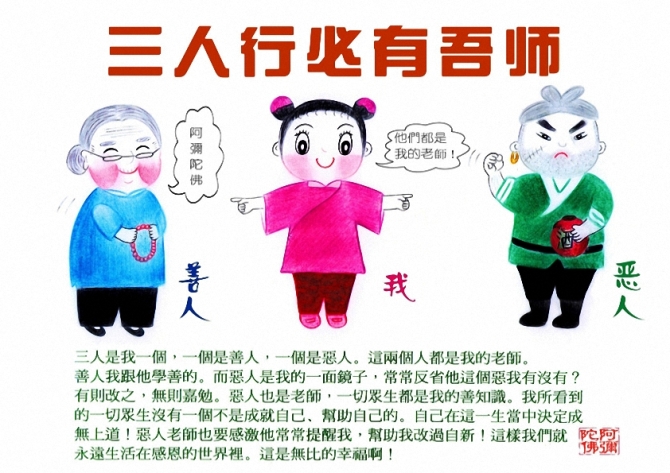 三人行必有吾师
阿
彌
陀
佛
他們都是
我的老師！
酒
善
人
我
恶
人
三人是我一個，一個是善人，一個是惡人。這兩個人都是我的老師。
善人我跟他學善的。而惡人是我的一面鏡子，常常反省他這個惡我有沒有？
有則改之，無則嘉勉。惡人也是老師，一切眾生都是我的善知識。我所看到
的一切眾生沒有一個不是成就自己、幫助自己的。自己在這一生當中決定成
無上道！惡人老師也要感激他常常提醒我，幫助我改過自新！這樣我們就
永遠生活在感恩的世界裡。這是無比的幸福啊！
阿彌
陀佛